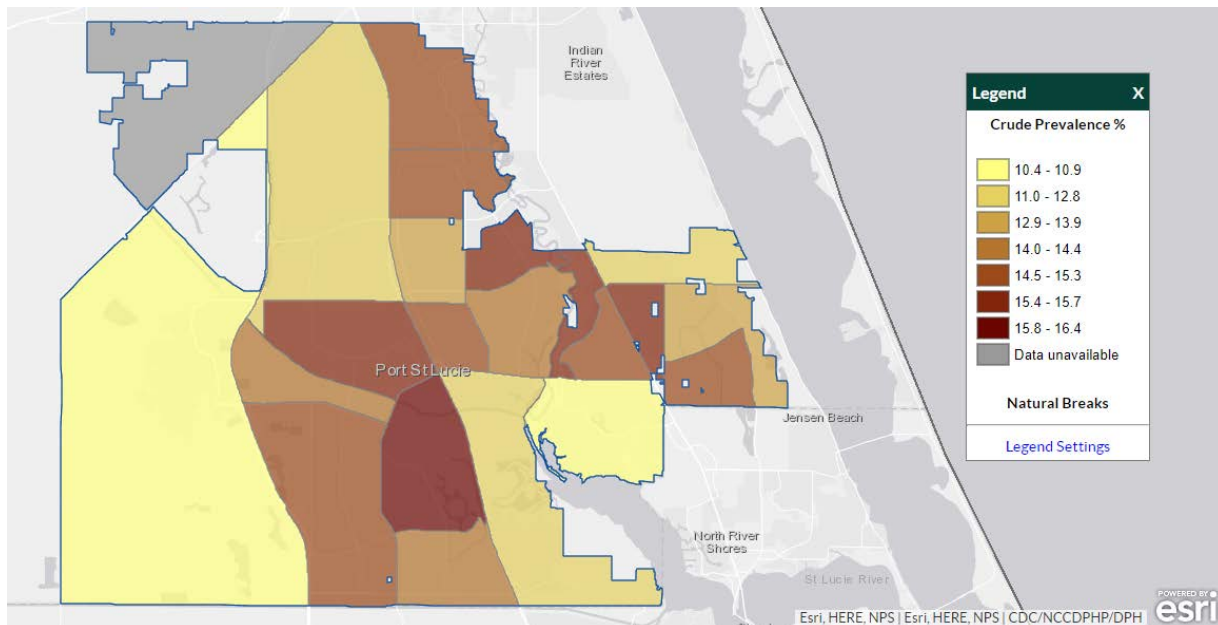 Indian
River
Estates
Legend X
Crude Prevalence %
10.4 - 10.9
11.0 - 12.8
12.9 - 13.9
14.0 - 14.4
14.5 - 15.3
15.4 - 15.7
15.8 - 16.4
Data unavailable
Natural Breaks
Legend Settings
Port St Lucie
Jensen Beach
North River
Shores
St Lucie River
Esri, HERE, NPS | Esri, HERE, NPS | CDC/NCCDPHP/DPH
POWERED BY
esri